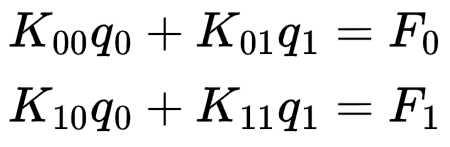 K₀₀q₀ + K₀₁q₁ = F₀
K₁₀q₀ + K₁₁q₁ = F₁